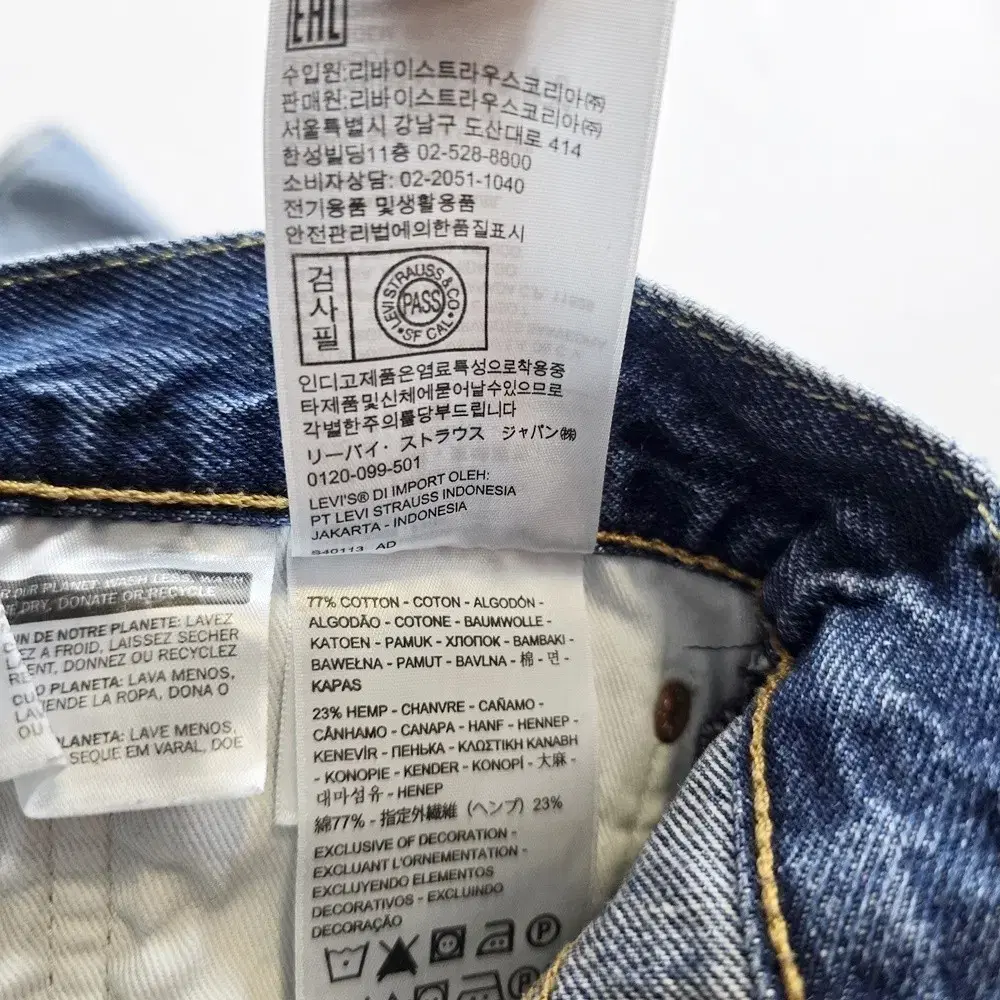 EAC
수입원:리바이스트라우스코리아㈜
판매원:리바이스트라우스코리아㈜
서울특별시 강남구 도산대로 414
한성빌딩11층 02-528-8800
소비자상담: 02-2051-1040
전기용품 및생활용품
안전관리법에의한품질표시
검사필
LEVI STRAUSS & CO
PASS
SF CAL
인디고제품은염료특성으로착용중
타제품및신체에묻어날수있으므로
각별한주의를당부드립니다
リーバイ・ストラウス ジャパン㈱
0120-099-501
LEVI'S® DI IMPORT OLEH:
PT LEVI STRAUSS INDONESIA
JAKARTA - INDONESIA
S40113 AD
OUR PLANET: WASH LESS, WASH
DRY, DONATE OR RECYCLE
IN DE NOTRE PLANETE: LAVEZ
EZ A FROID, LAISSEZ SECHER
ENT, DONNEZ OU RECYCLEZ
PLANETA: LAVA MENOS,
IENDE LA ROPA, DONA O
OU
LANETA: LAVE MENOS,
SEQUE EM VARAL, DOE
77% COTTON - COTON - ALGODÓN -
ALGODÃO - COTONE - BAUMWOLLE -
KATOEN - PAMUK - ХЛОПОК - BAMBAKI -
BAWEŁNA - PAMUT - BAVLNA - 棉 - 면 -
KAPAS
23% HEMP - CHANVRE - CAÑAMO -
CÂNHAMO - CANAPA - HANF - HENNEP -
KENEVİR - ПЕНЬКА - ΚΛΩΣΤΙΚΗ KANABH
- KONOPIE - KENDER - KONOPÍ - 大麻 -
대마섬유 - HENEP
綿77% - 指定外繊維 (ヘンプ) 23%
EXCLUSIVE OF DECORATION -
EXCLUANT L'ORNEMENTATION -
EXCLUYENDO ELEMENTOS
DECORATIVOS - EXCLUINDO
DECORAÇÃO
P